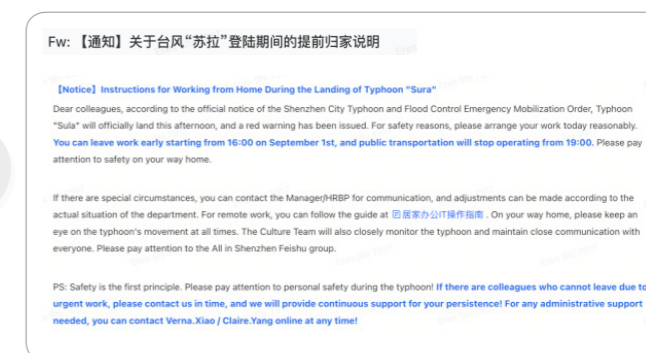 Fw: 【通知】关于台风“苏拉”登陆期间的提前归家说明
【Notice】Instructions for Working from Home During the Landing of Typhoon "Sura"
Dear colleagues, according to the official notice of the Shenzhen City Typhoon and Flood Control Emergency Mobilization Order, Typhoon
"Sula" will officially land this afternoon, and a red warning has been issued. For safety reasons, please arrange your work today reasonably.
You can leave work early starting from 16:00 on September 1st, and public transportation will stop operating from 19:00. Please pay
attention to safety on your way home.
If there are special circumstances, you can contact the Manager/HRBP for communication, and adjustments can be made according to the
actual situation of the department. For remote work, you can follow the guide at 居家办公IT操作指南 . On your way home, please keep an
eye on the typhoon's movement at all times. The Culture Team will also closely monitor the typhoon and maintain close communication with
everyone. Please pay attention to the All in Shenzhen Feishu group.
PS: Safety is the first principle. Please pay attention to personal safety during the typhoon! If there are colleagues who cannot leave due to
urgent work, please contact us in time, and we will provide continuous support for your persistence! For any administrative support
needed, you can contact Verna.Xiao / Claire.Yang online at any time!